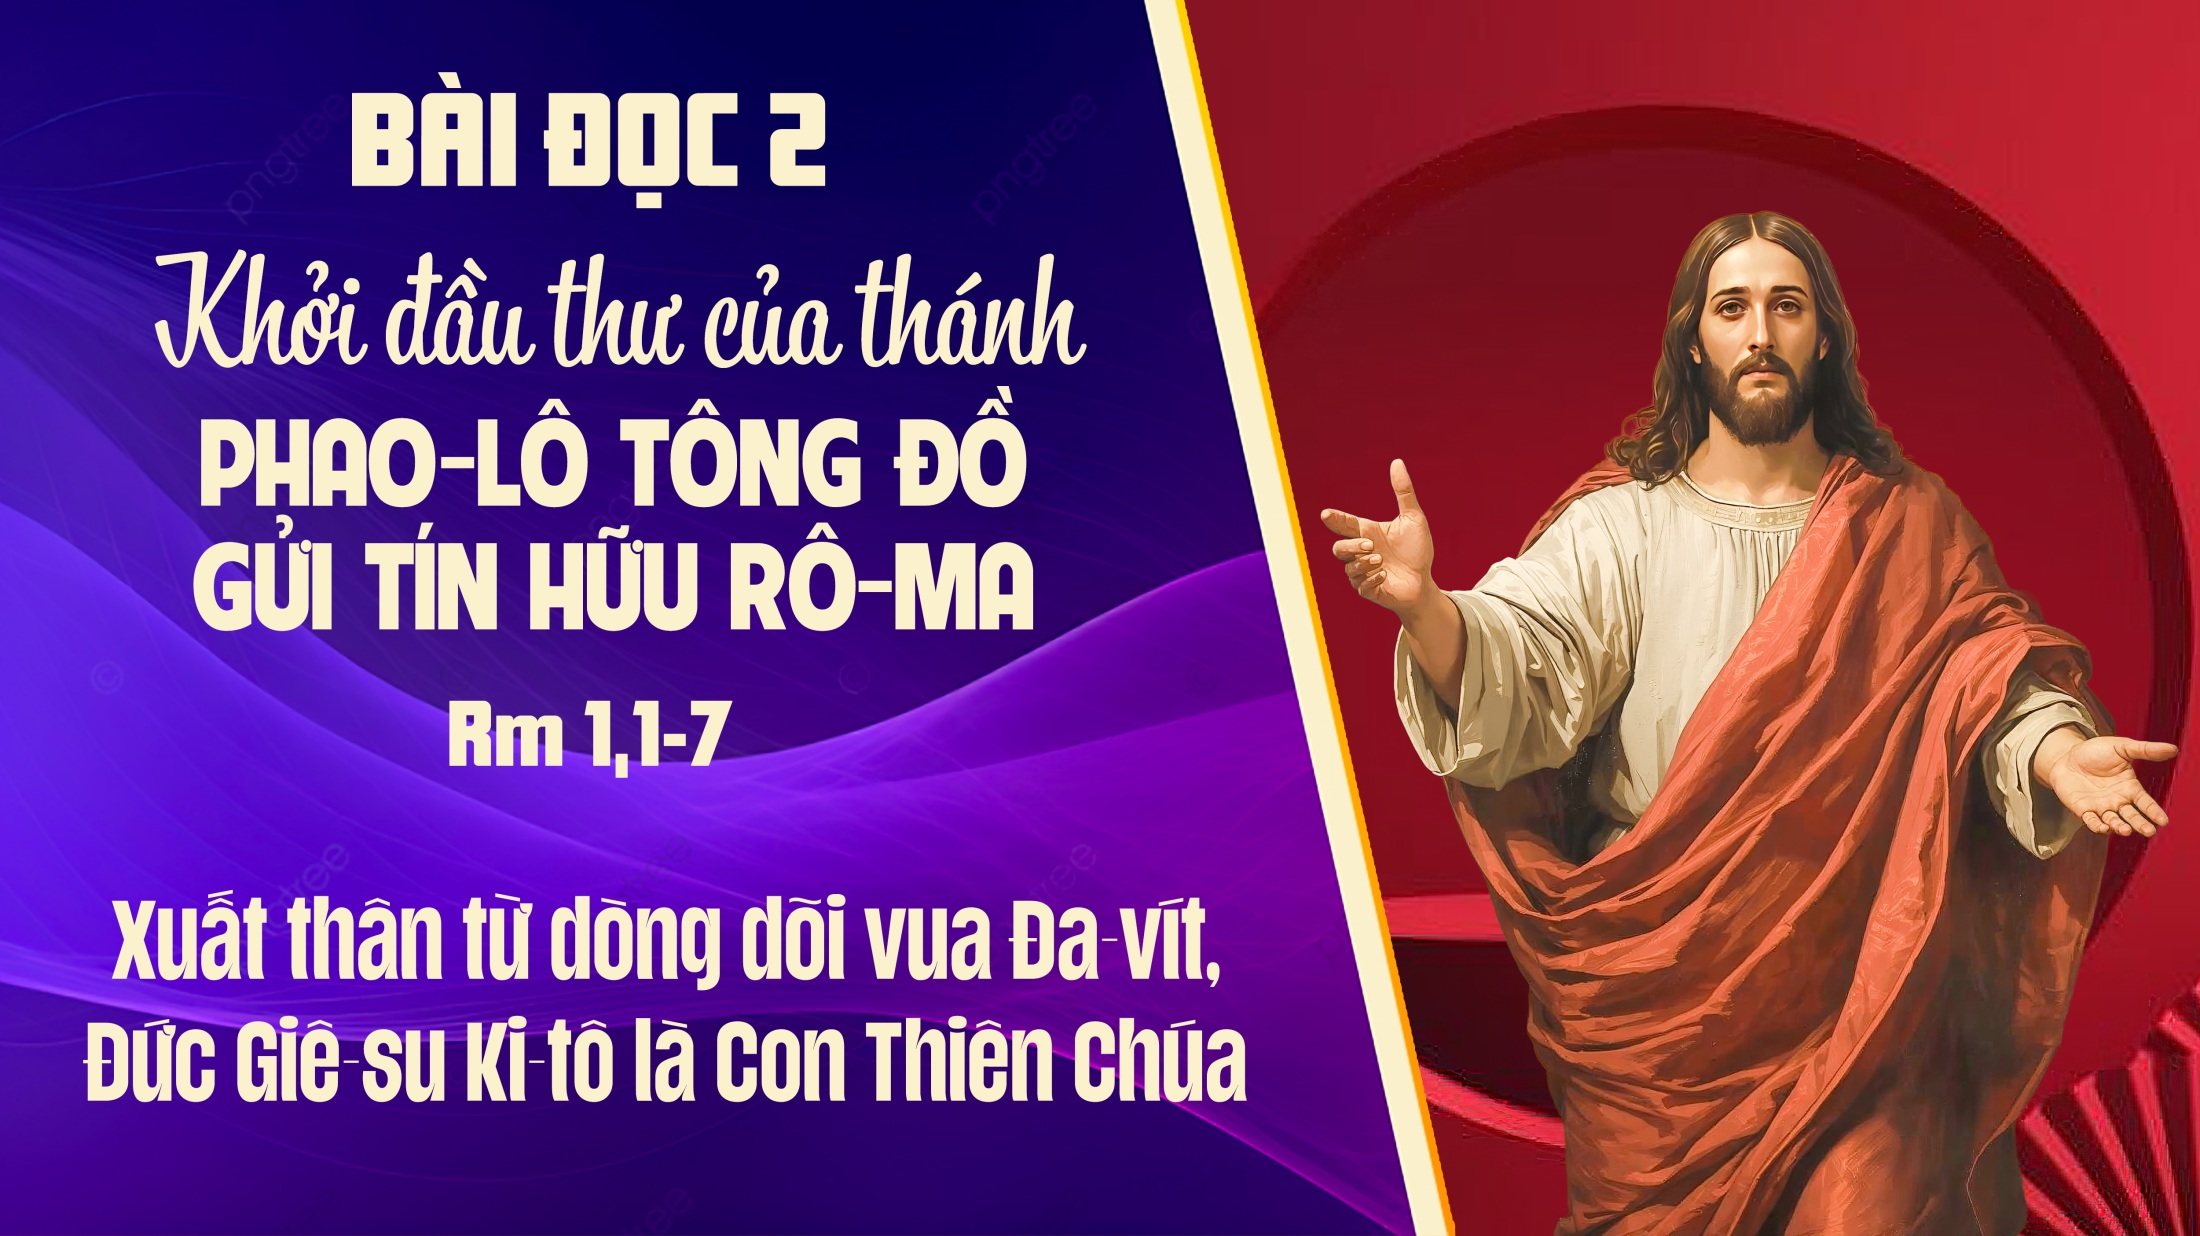 BÀI ĐỌC 2
Khởi đầu thư của thánh
PHAO-LÔ TÔNG ĐỒ
GỬI TÍN HỮU RÔ-MA
Rm 1,1-7
Xuất thân từ dòng dõi vua Đa-vít,
Đức Giê-su Ki-tô là Con Thiên Chúa
pngtree
pngtree